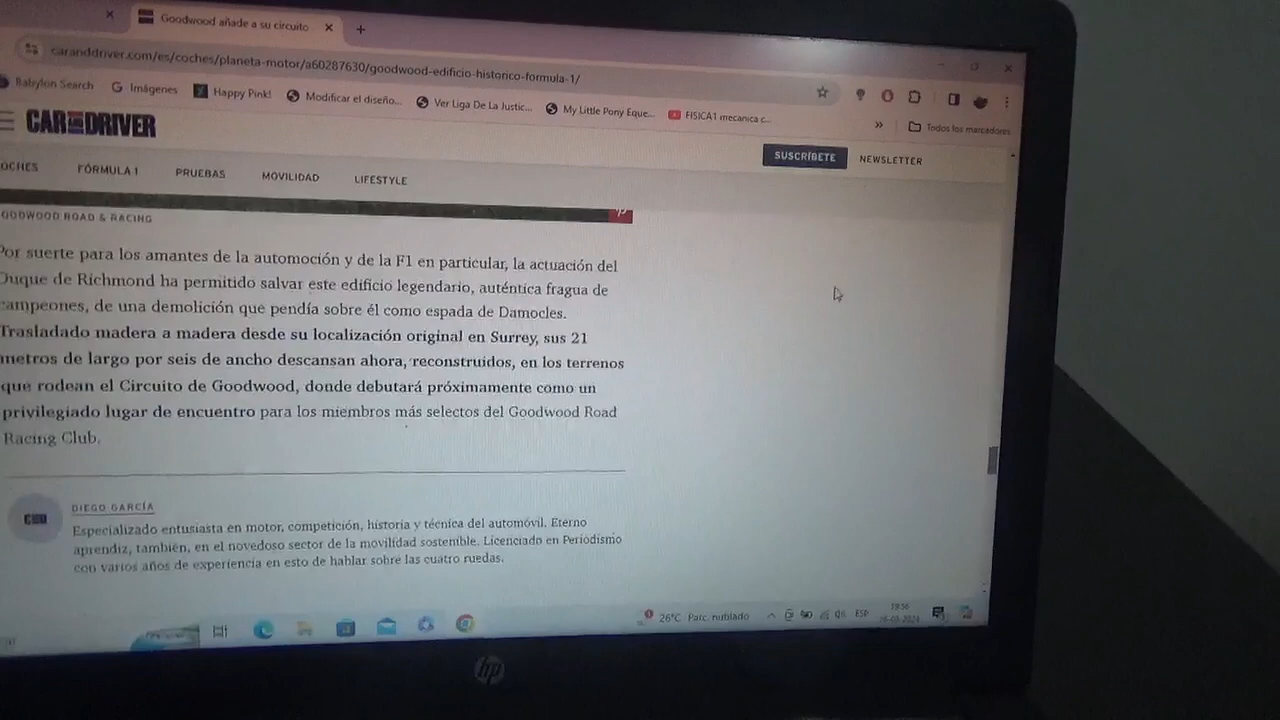 Goodwood añade a su circuito
caranddriver.com/es/coches/planeta-motor/a60287630/goodwood-edificio-historico-formula-1/
Babylon Search
Imágenes
Happy Pink!
Modificar el diseño...
Ver Liga De La Justic...
My Little Pony Eque...
FISICA1 mecanica c...
Todos los marcadores
CAR AND DRIVER
OCHES
FÓRMULA 1
PRUEBAS
MOVILIDAD
LIFESTYLE
SUSCRÍBETE
NEWSLETTER
GOODWOOD ROAD & RACING
Por suerte para los amantes de la automoción y de la F1 en particular, la actuación del
Duque de Richmond ha permitido salvar este edificio legendario, auténtica fragua de
campeones, de una demolición que pendía sobre él como espada de Damocles.
Trasladado madera a madera desde su localización original en Surrey, sus 21
metros de largo por seis de ancho descansan ahora, reconstruidos, en los terrenos
que rodean el Circuito de Goodwood, donde debutará próximamente como un
privilegiado lugar de encuentro para los miembros más selectos del Goodwood Road
Racing Club.
DIEGO GARCÍA
Especializado entusiasta en motor, competición, historia y técnica del automóvil. Eterno
aprendiz, también, en el novedoso sector de la movilidad sostenible. Licenciado en Periodismo
con varios años de experiencia en esto de hablar sobre las cuatro ruedas.
26°C Parc. nublado
ESP
19:56
hp